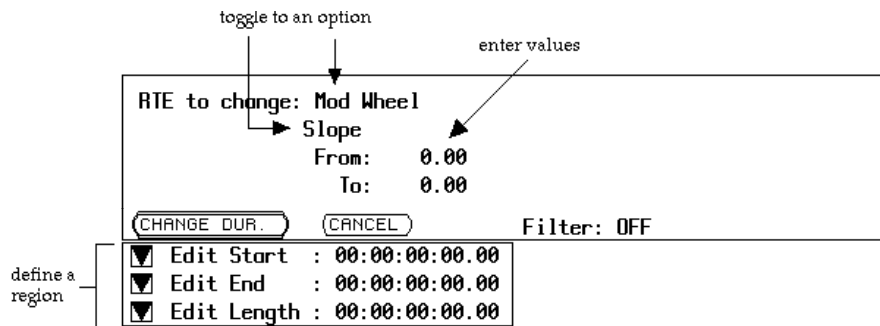 toggle to an option
enter values
RTE to change: Mod Wheel
Slope
From: 0.00
To: 0.00
CHANGE DUR. CANCEL Filter: OFF
define a
region
Edit Start : 00:00:00:00.00
Edit End : 00:00:00:00.00
Edit Length : 00:00:00:00.00